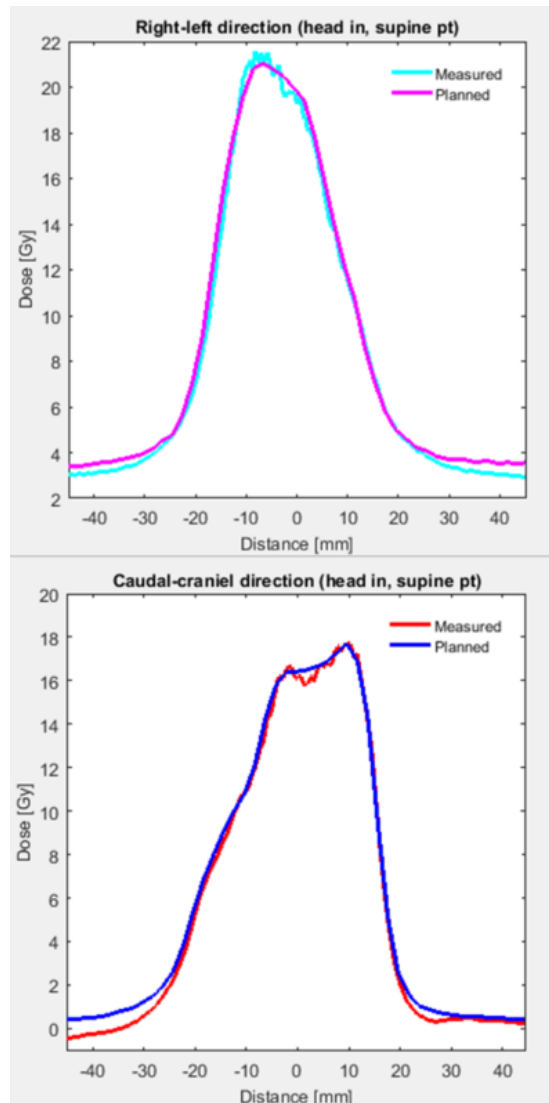 Right-left direction (head in, supine pt)
22
20
18
16
14
12
10
8
6
4
2
Dose [Gy]
Measured
Planned
-40 -30 -20 -10 0 10 20 30 40
Distance [mm]
Caudal-craniel direction (head in, supine pt)
20
18
16
14
12
10
8
6
4
2
0
Dose [Gy]
Measured
Planned
-40 -30 -20 -10 0 10 20 30 40
Distance [mm]